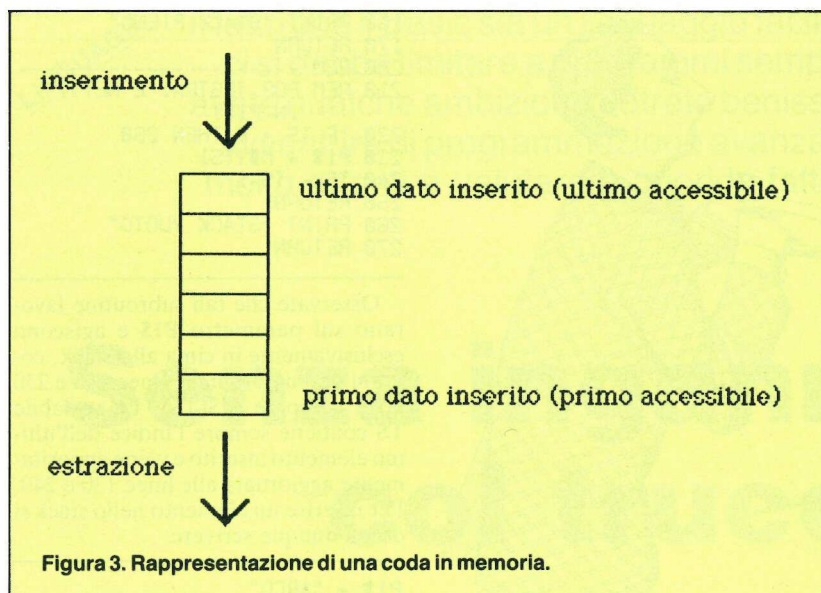 inserimento
ultimo dato inserito (ultimo accessibile)
primo dato inserito (primo accessibile)
estrazione
Figura 3. Rappresentazione di una coda in memoria.